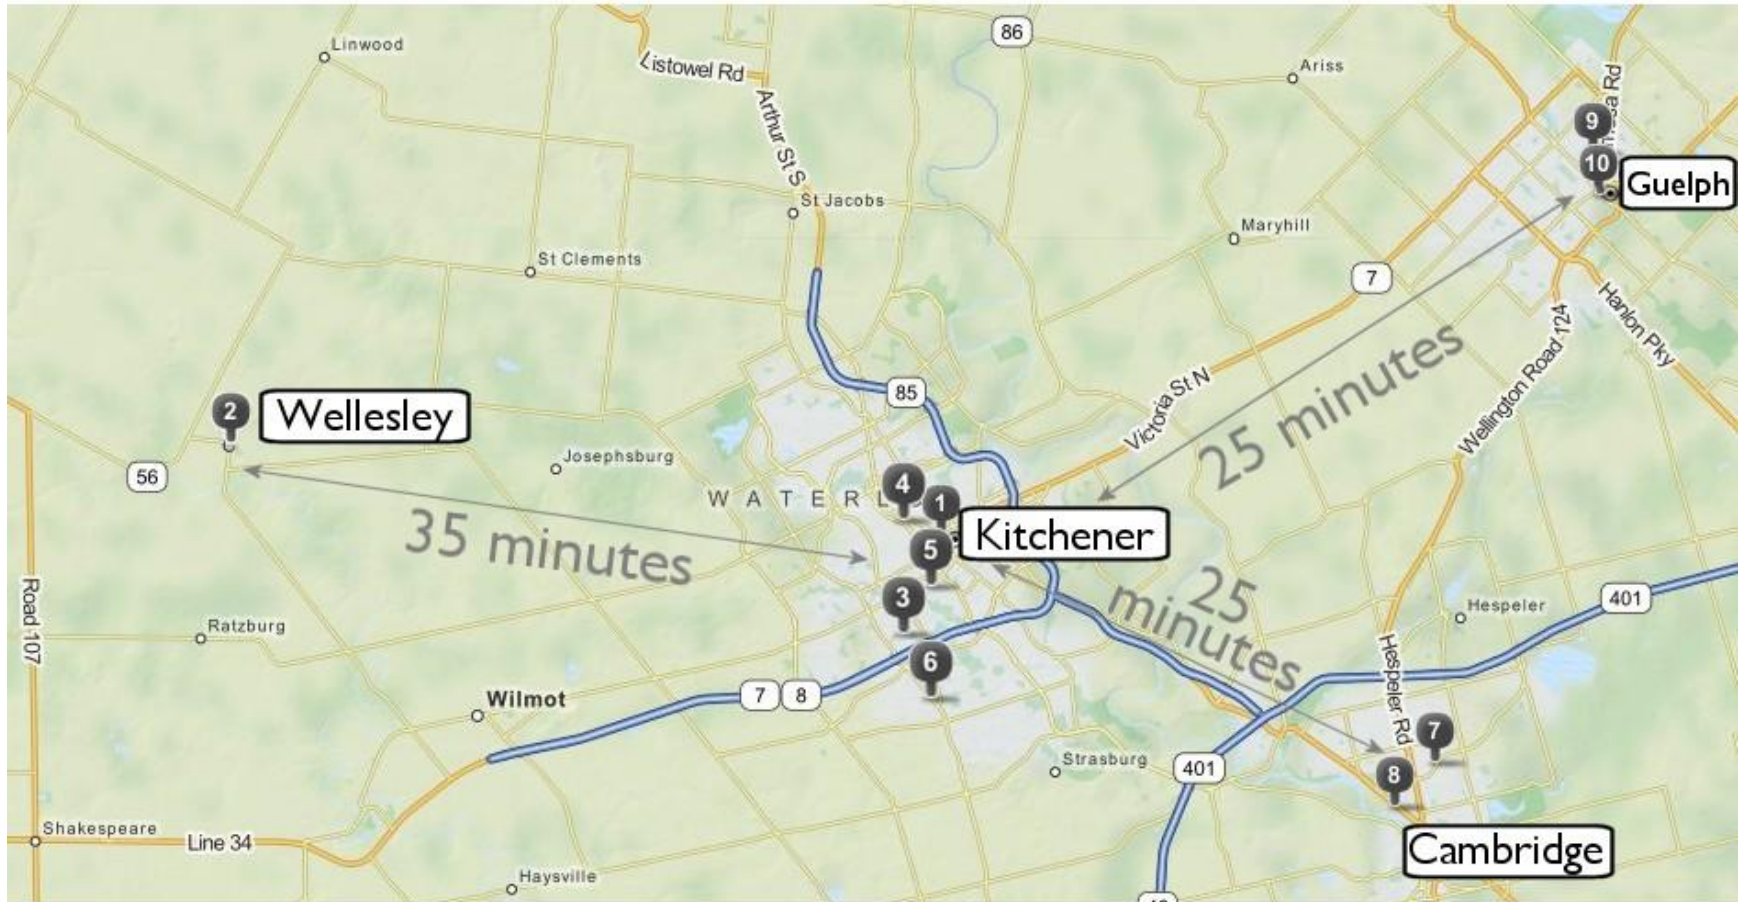 Linwood
Listowel Rd
86
Ariss
9
10
Guelph
Arthur St S
St Jacobs
Maryhill
St Clements
7
Hanlon Pky
Wellington Road 124
25 minutes
85
Victoria St N
2
Wellesley
56
Josephsburg
4
1
Kitchener
5
35 minutes
3
25
minutes
401
Hespeler
Road 107
Ratzburg
6
Wilmot
7
8
Hespeler Rd
7
8
Strasburg
401
Shakespeare
Line 34
Cambridge
Haysville